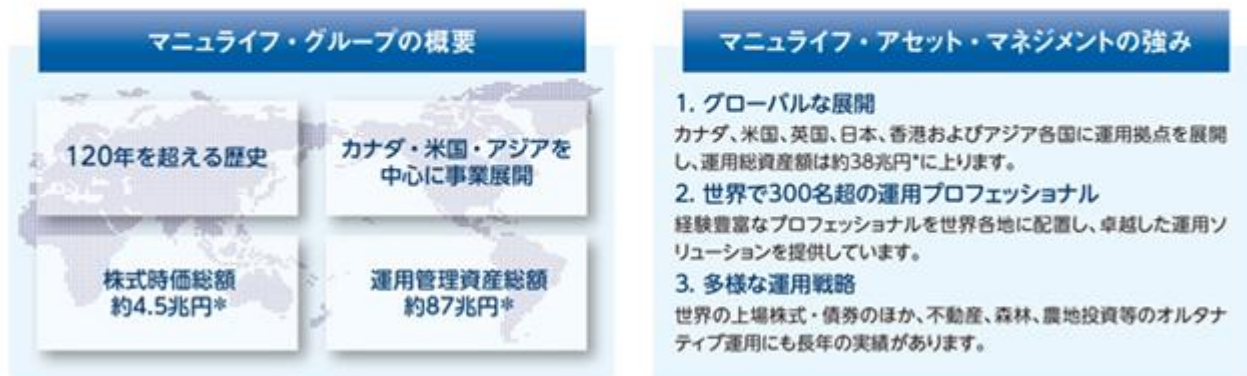 マニュライフ・グループの概要
120年を超える歴史
カナダ・米国・アジアを
中心に事業展開
株式時価総額
約4.5兆円*
運用管理資産総額
約87兆円*
マニュライフ・アセット・マネジメントの強み
1. グローバルな展開
カナダ、米国、英国、日本、香港およびアジア各国に運用拠点を展開
し、運用総資産額は約38兆円*に上ります。
2. 世界で300名超の運用プロフェッショナル
経験豊富なプロフェッショナルを世界各地に配置し、卓越した運用ソ
リューションを提供しています。
3. 多様な運用戦略
世界の上場株式・債券のほか、不動産、森林、農地投資等のオルタナ
ティブ運用にも長年の実績があります。